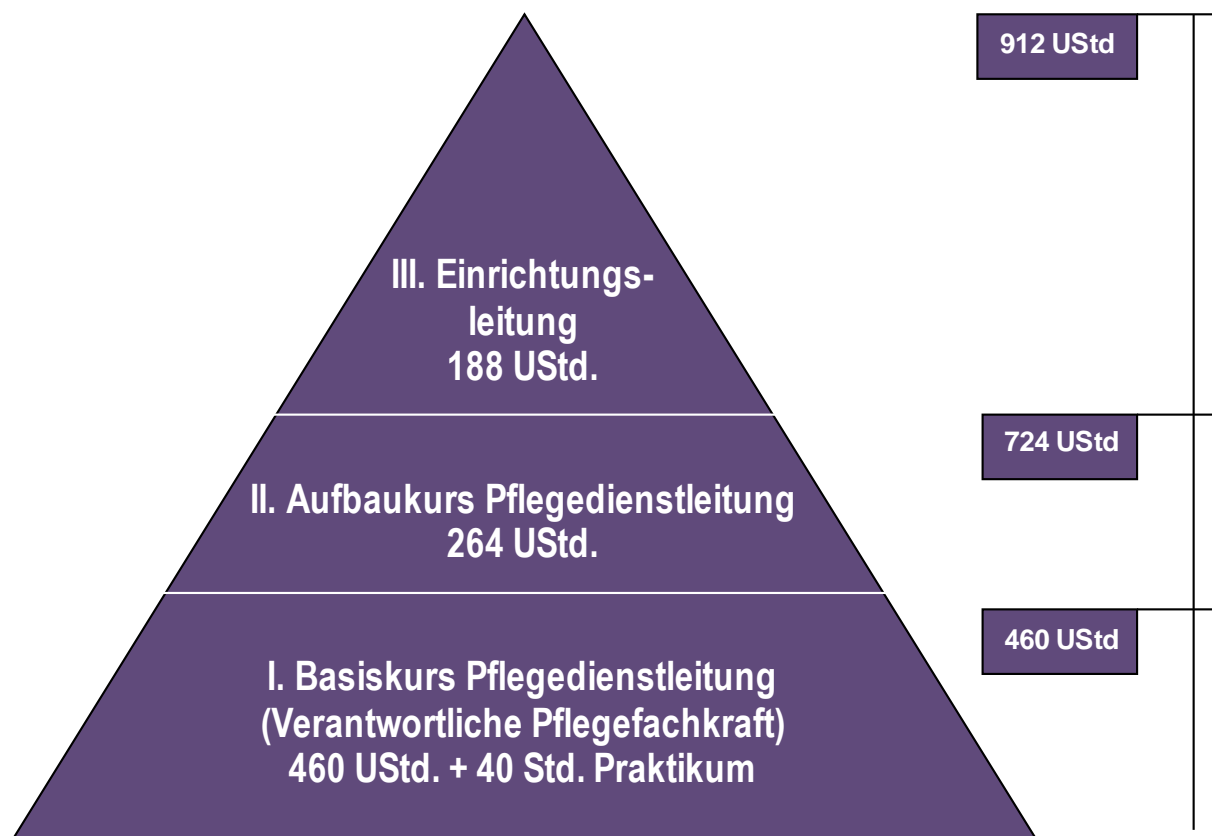 912 UStd
III. Einrichtungs-
leitung
188 UStd.
724 UStd
II. Aufbaukurs Pflegedienstleitung
264 UStd.
460 UStd
I. Basiskurs Pflegedienstleitung
(Verantwortliche Pflegefachkraft)
460 UStd. + 40 Std. Praktikum